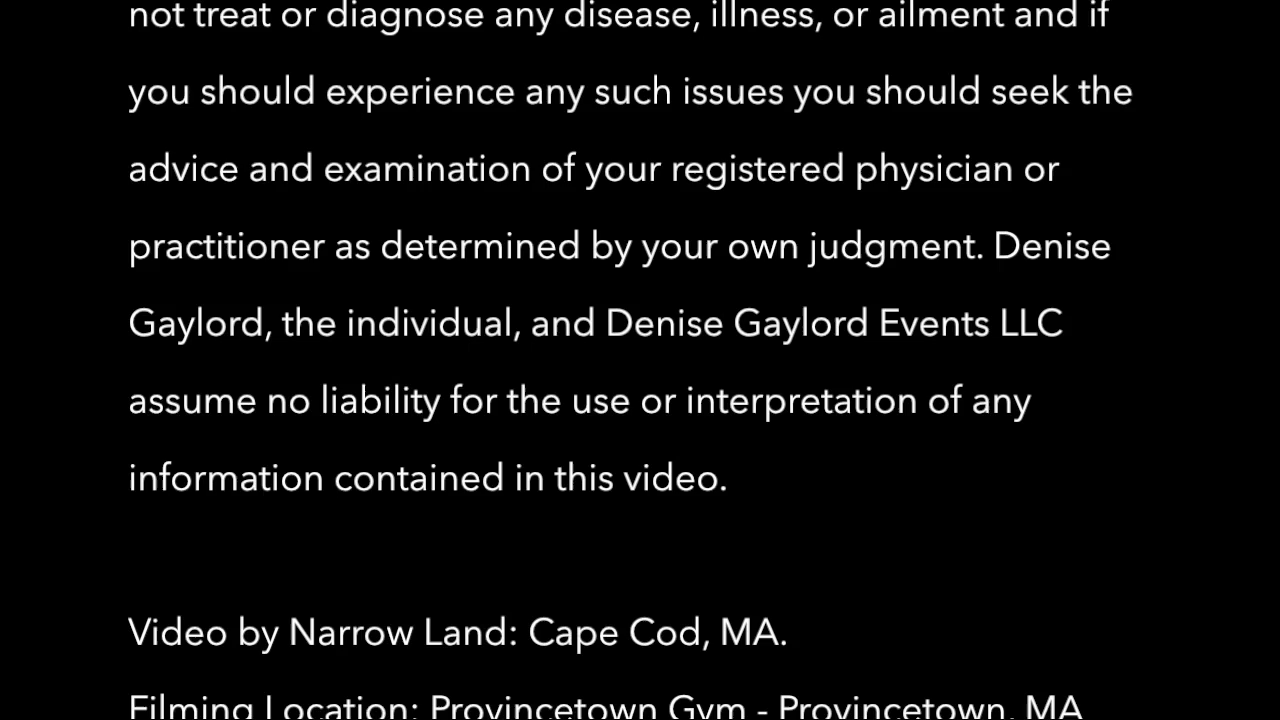 not treat or diagnose any disease, illness, or ailment and if
you should experience any such issues you should seek the
advice and examination of your registered physician or
practitioner as determined by your own judgment. Denise
Gaylord, the individual, and Denise Gaylord Events LLC
assume no liability for the use or interpretation of any
information contained in this video.
Video by Narrow Land: Cape Cod, MA.
Filming Location: Provincetown Gym - Provincetown, MA